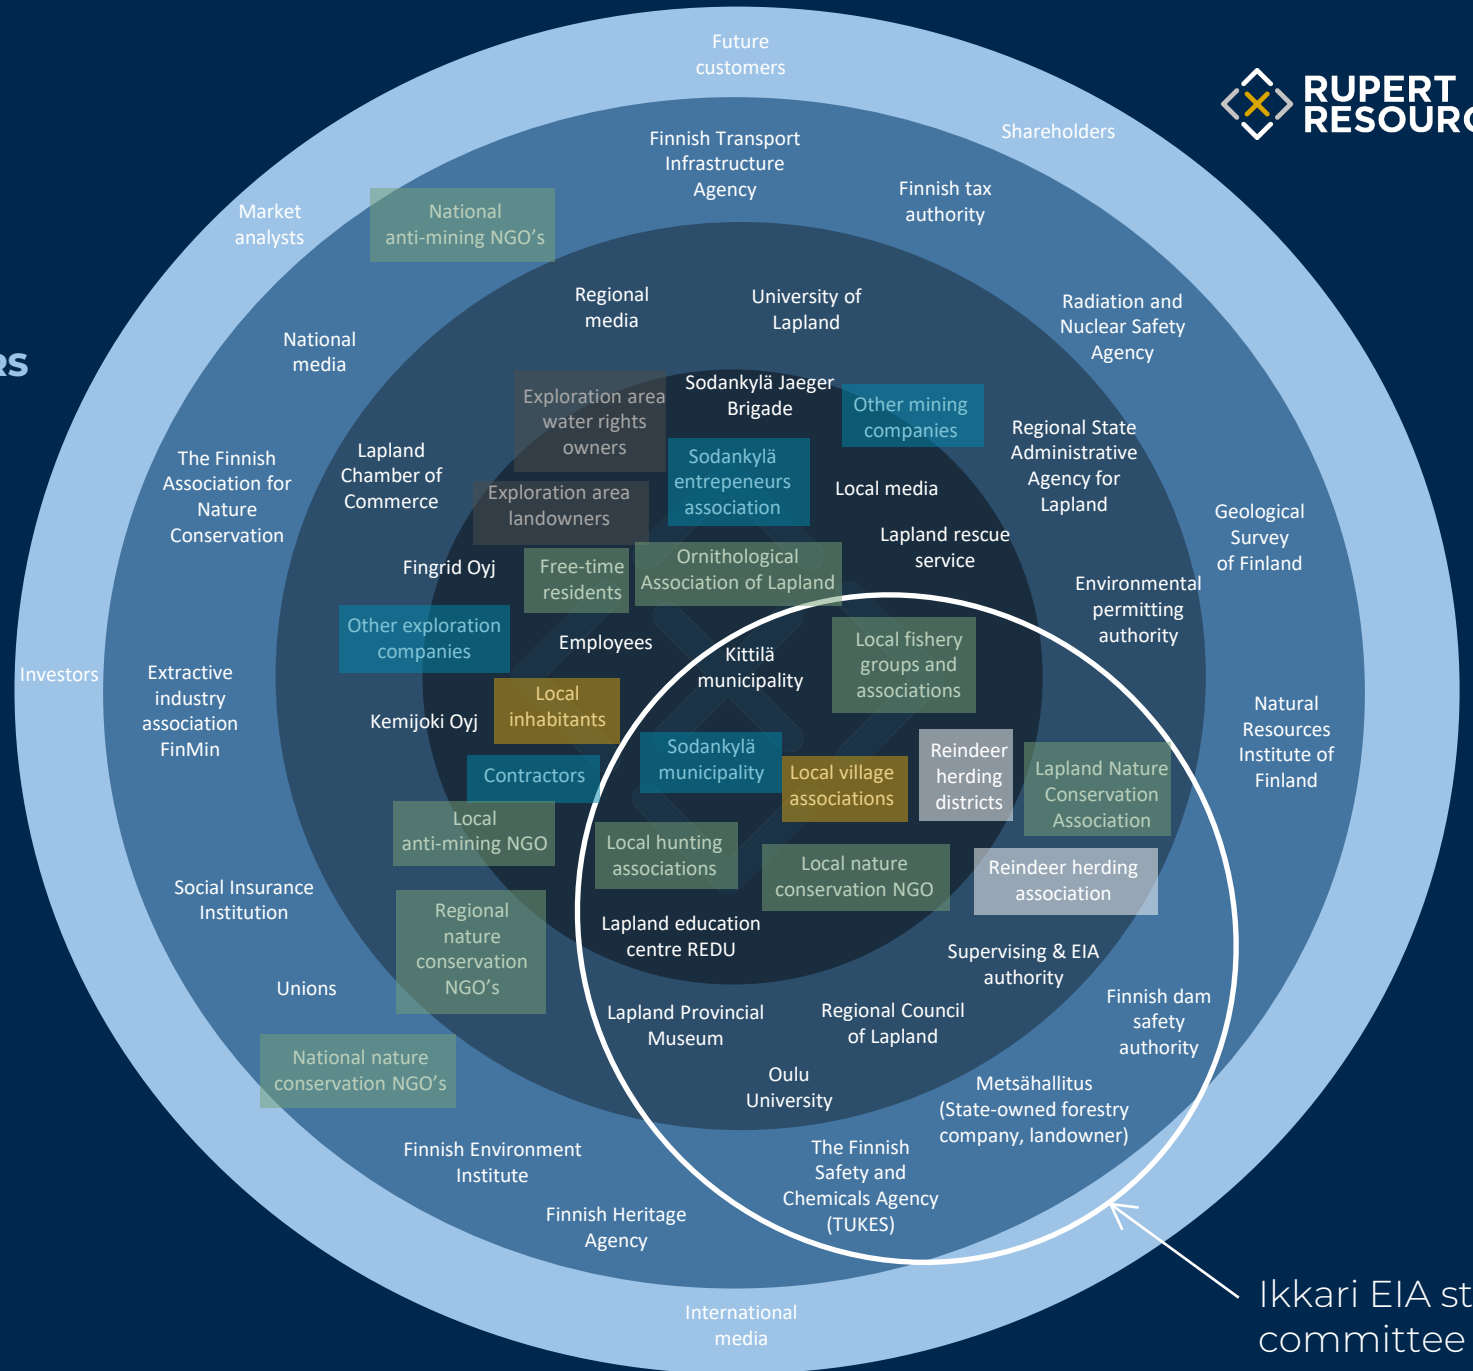 Future
customers
RUPERT
Shareholders
Finnish Transport
Infrastructure
Agency
Finnish tax
authority
Market
analysts
National
anti-mining NGO's
Regional
media
University of
Lapland
Radiation and
Nuclear Safety
Agency
National
media
Exploration area
water rights
owners
Sodankylä Jaeger
Brigade
Other mining
companies
Regional State
Administrative
Agency for
Lapland
The Finnish
Association for
Nature
Conservation
Lapland
Chamber of
Commerce
Sodankylä
entrepeneurs
association
Exploration area
landowners
Local media
Geological
Survey
of Finland
Lapland rescue
service
Fingrid Oyj
Free-time
residents
Ornithological
Association of Lapland
Environmental
permitting
authority
Other exploration
companies
Employees
Kittilä
municipality
Local fishery
groups and
associations
Investors
Extractive
industry
association
FinMin
Local
inhabitants
Kemijoki Oyj
Natural
Resources
Institute of
Finland
Sodankylä
municipality
Local village
associations
Reindeer
herding
districts
Lapland Nature
Conservation
Association
Contractors
Local
anti-mining NGO
Local hunting
associations
Local nature
conservation NGO
Reindeer herding
association
Social Insurance
Institution
Regional
nature
conservation
NGO's
Lapland education
centre REDU
Supervising & EIA
authority
Unions
Lapland Provincial
Museum
Regional Council
of Lapland
Finnish dam
safety
authority
National nature
conservation NGO's
Oulu
University
Metsähallitus
(State-owned forestry
company, landowner)
Finnish Environment
Institute
The Finnish
Safety and
Chemicals Agency
(TUKES)
Finnish Heritage
Agency
International
media
Ikkari EIA
committee